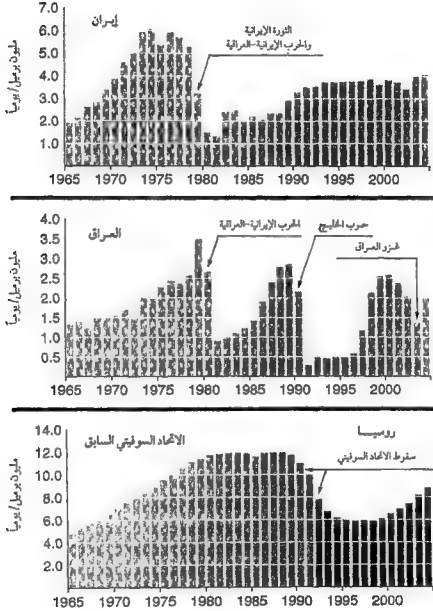 إيران
مليون برميل/يومياً
7.0
6.0
5.0
4.0
3.0
2.0
1.0
الثورة الإيرانية
والحرب الإيرانية-العراقية
1965 1970 1975 1980 1985 1990 1995 2000
العراق
مليون برميل/يومياً
4.0
3.5
3.0
2.5
2.0
1.5
1.0
0.5
الحرب الإيرانية-العراقية
حرب الخليج
غزو العراق
1965 1970 1975 1980 1985 1990 1995 2000
الاتحاد السوفيتي السابق
روسيا
مليون برميل/يومياً
14.0
12.0
10.0
8.0
6.0
4.0
2.0
سقوط الاتحاد السوفيتي
1965 1970 1975 1980 1985 1990 1995 2000